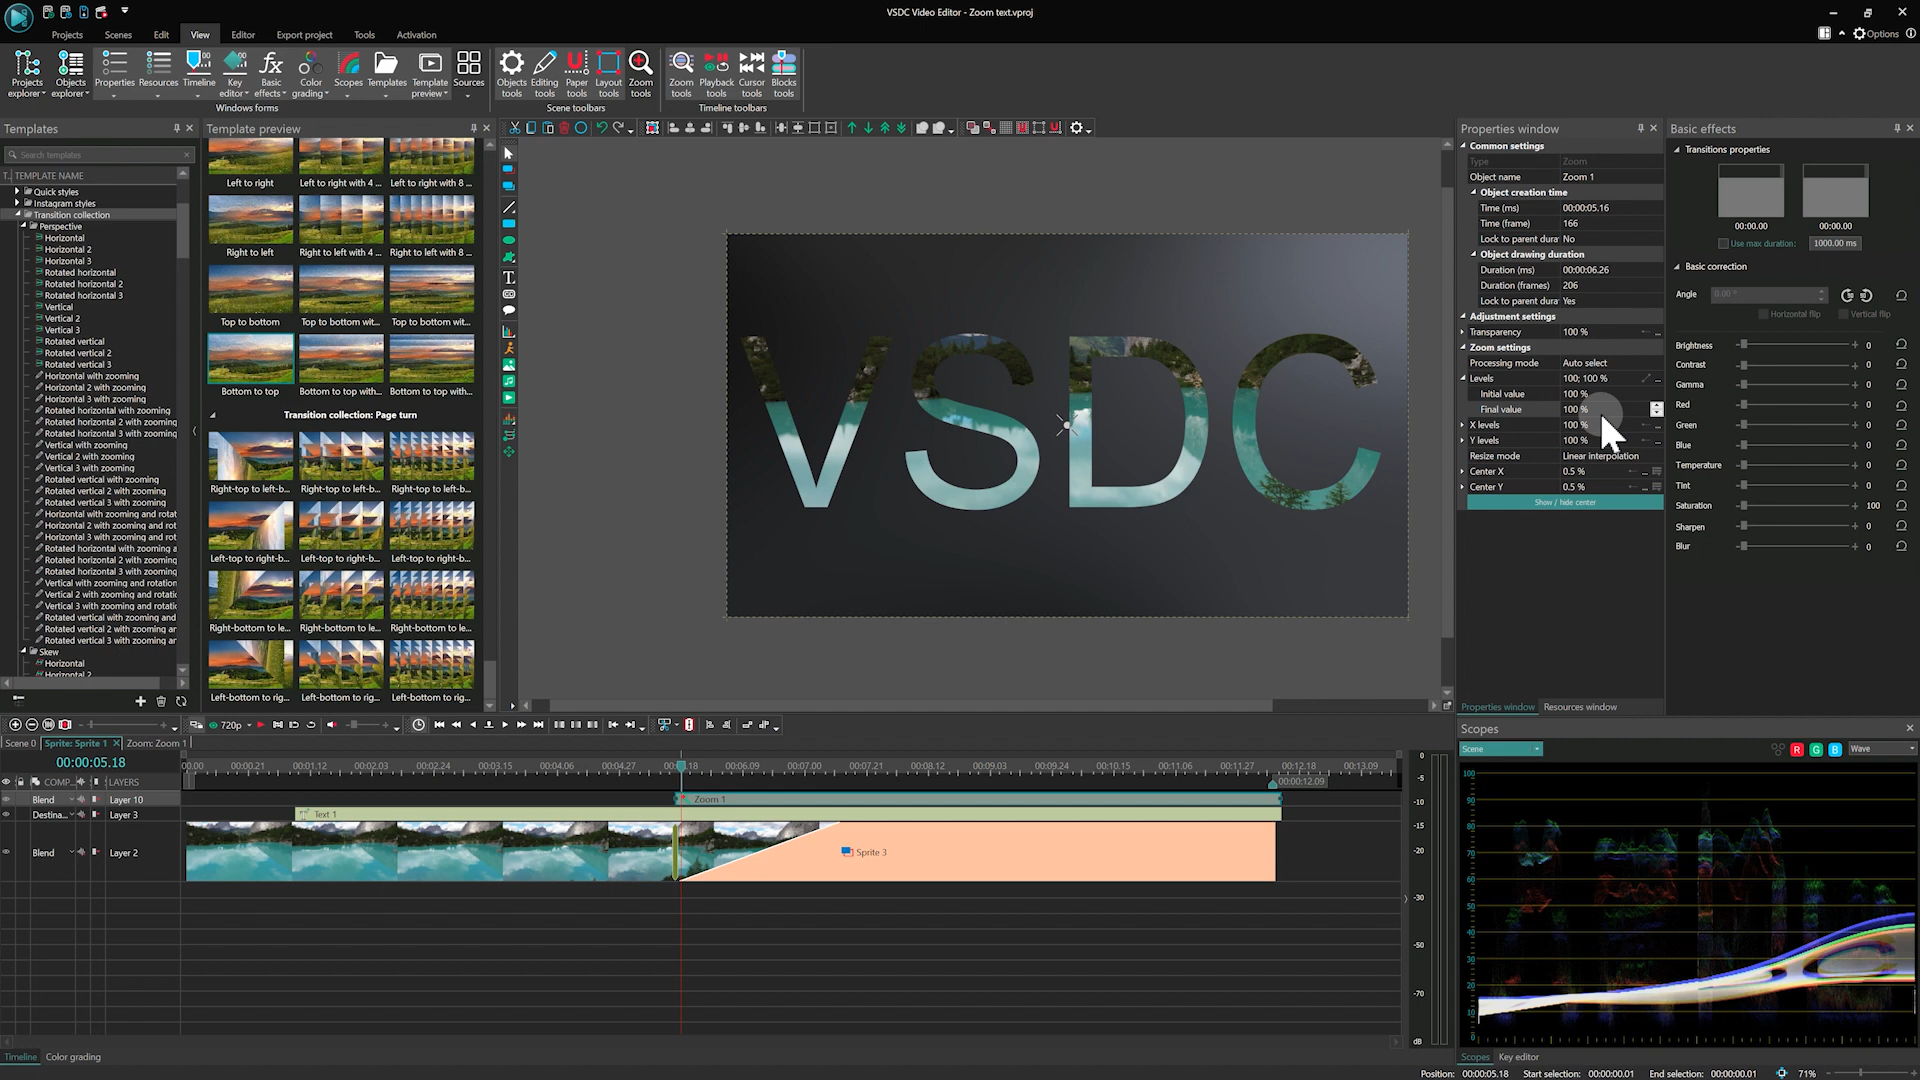 VSDC Video Editor - Zoom text.vproj
Projects Scenes Edit View Editor Export project Tools Activation
Options
Projects explorer Objects explorer Properties Resources Timeline Key editor Basic effects Color grading Scopes Templates Template preview Sources Objects tools Editing tools Paper tools Layout tools Zoom tools Zoom tools Playback tools Cursor tools Blocks tools
Windows forms Scene toolbars Timeline toolbars
Templates
Search templates
T.. TEMPLATE NAME
Quick styles
Instagram styles
Transition collection
Perspective
Horizontal
Horizontal 2
Horizontal 3
Rotated horizontal
Rotated horizontal 2
Rotated horizontal 3
Vertical
Vertical 2
Vertical 3
Rotated vertical
Rotated vertical 2
Rotated vertical 3
Horizontal with zooming
Horizontal 2 with zooming
Horizontal 3 with zooming
Rotated horizontal with zooming
Rotated horizontal 2 with zoomin
Rotated horizontal 3 with zoomin
Vertical with zooming
Vertical 2 with zooming
Vertical 3 with zooming
Rotated vertical with zooming
Rotated vertical 2 with zooming
Rotated vertical 3 with zooming
Horizontal with zooming and rotat
Horizontal 2 with zooming and rot
Horizontal 3 with zooming and rot
Rotated horizontal with zooming a
Rotated horizontal 2 with zooming
Rotated horizontal 3 with zooming
Vertical with zooming and rotation
Vertical 2 with zooming and rotatic
Vertical 3 with zooming and rotatic
Rotated vertical with zooming and
Rotated vertical 2 with zooming ar
Rotated vertical 3 with zooming ar
Skew
Horizontal
Horizontal 2
Template preview
Left to right Left to right with 4 ... Left to right with 8 ...
Right to left Right to left with 4 ... Right to left with 8 ...
Top to bottom Top to bottom wit... Top to bottom wit...
Bottom to top Bottom to top with... Bottom to top with...
Transition collection: Page turn
Right-top to left-b... Right-top to left-b... Right-top to left-b...
Left-top to right-b... Left-top to right-b... Left-top to right-b...
Right-bottom to le... Right-bottom to le... Right-bottom to le...
Left-bottom to rig... Left-bottom to rig... Left-bottom to rig...
VSDC
Properties window
Common settings
Type Zoom
Object name Zoom 1
Object creation time
Time (ms) 00:00:05.16
Time (frame) 166
Lock to parent dura No
Object drawing duration
Duration (ms) 00:00:06.26
Duration (frames) 206
Lock to parent dura Yes
Adjustment settings
Transparency 100 % ...
Zoom settings
Processing mode Auto select
Levels 100; 100 % ...
Initial value 100 %
Final value 100 %
X levels 100 % ...
Y levels 100 % ...
Resize mode Linear interpolation
Center X 0.5 % ...
Center Y 0.5 % ...
Show / hide center
Properties window Resources window
Basic effects
Transitions properties
00:00.00 00:00.00
Use max duration: 1000.00 ms
Basic correction
Angle 0.00 °
Horizontal flip Vertical flip
Brightness 0
Contrast 0
Gamma 0
Red 0
Green 0
Blue 0
Temperature 0
Tint 0
Saturation 100
Sharpen 0
Blur 0
720p
Scene 0 Sprite: Sprite 1 Zoom: Zoom 1
00:00:05.18
00:00.21 00:01.12 00:02.03 00:02.24 00:03.15 00:04.06 00:04.27 00:06.09 00:07.00 00:07.21 00:08.12 00:09.03 00:09.24 00:10.15 00:11.06 00:11.27 00:12.18 00:13.09
COMP... LAYERS
00:00:12.09
Blend Layer 10
Zoom 1
Destina... Layer 3
Text 1
Blend Layer 2
Sprite 3
0
-5
-10
-15
-20
-30
-50
-70
dB
Timeline Color grading
Scopes
Scene R G B Wave
100
90
80
70
60
50
40
30
20
10
0
Scopes Key editor
Position: 00:00:05.18 Start selection: 00:00:00.01 End selection: 00:00:00.01 71%